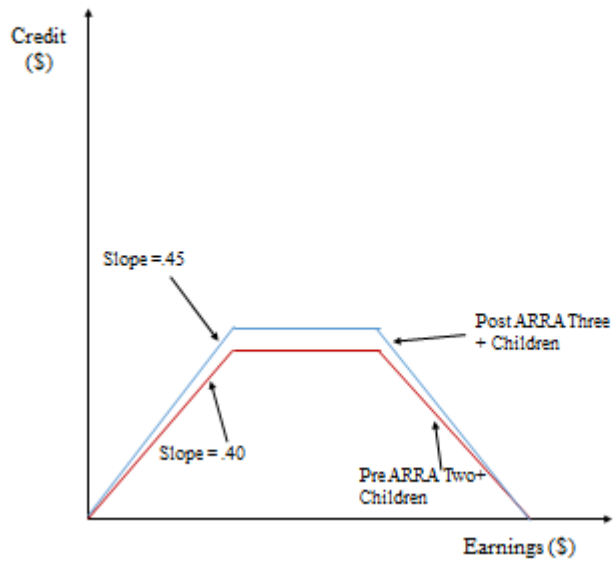 Credit
($)
Slope =.45
Post ARRA Three
+ Children
Slope = .40
Pre ARRA Two+
Children
Earnings ($)